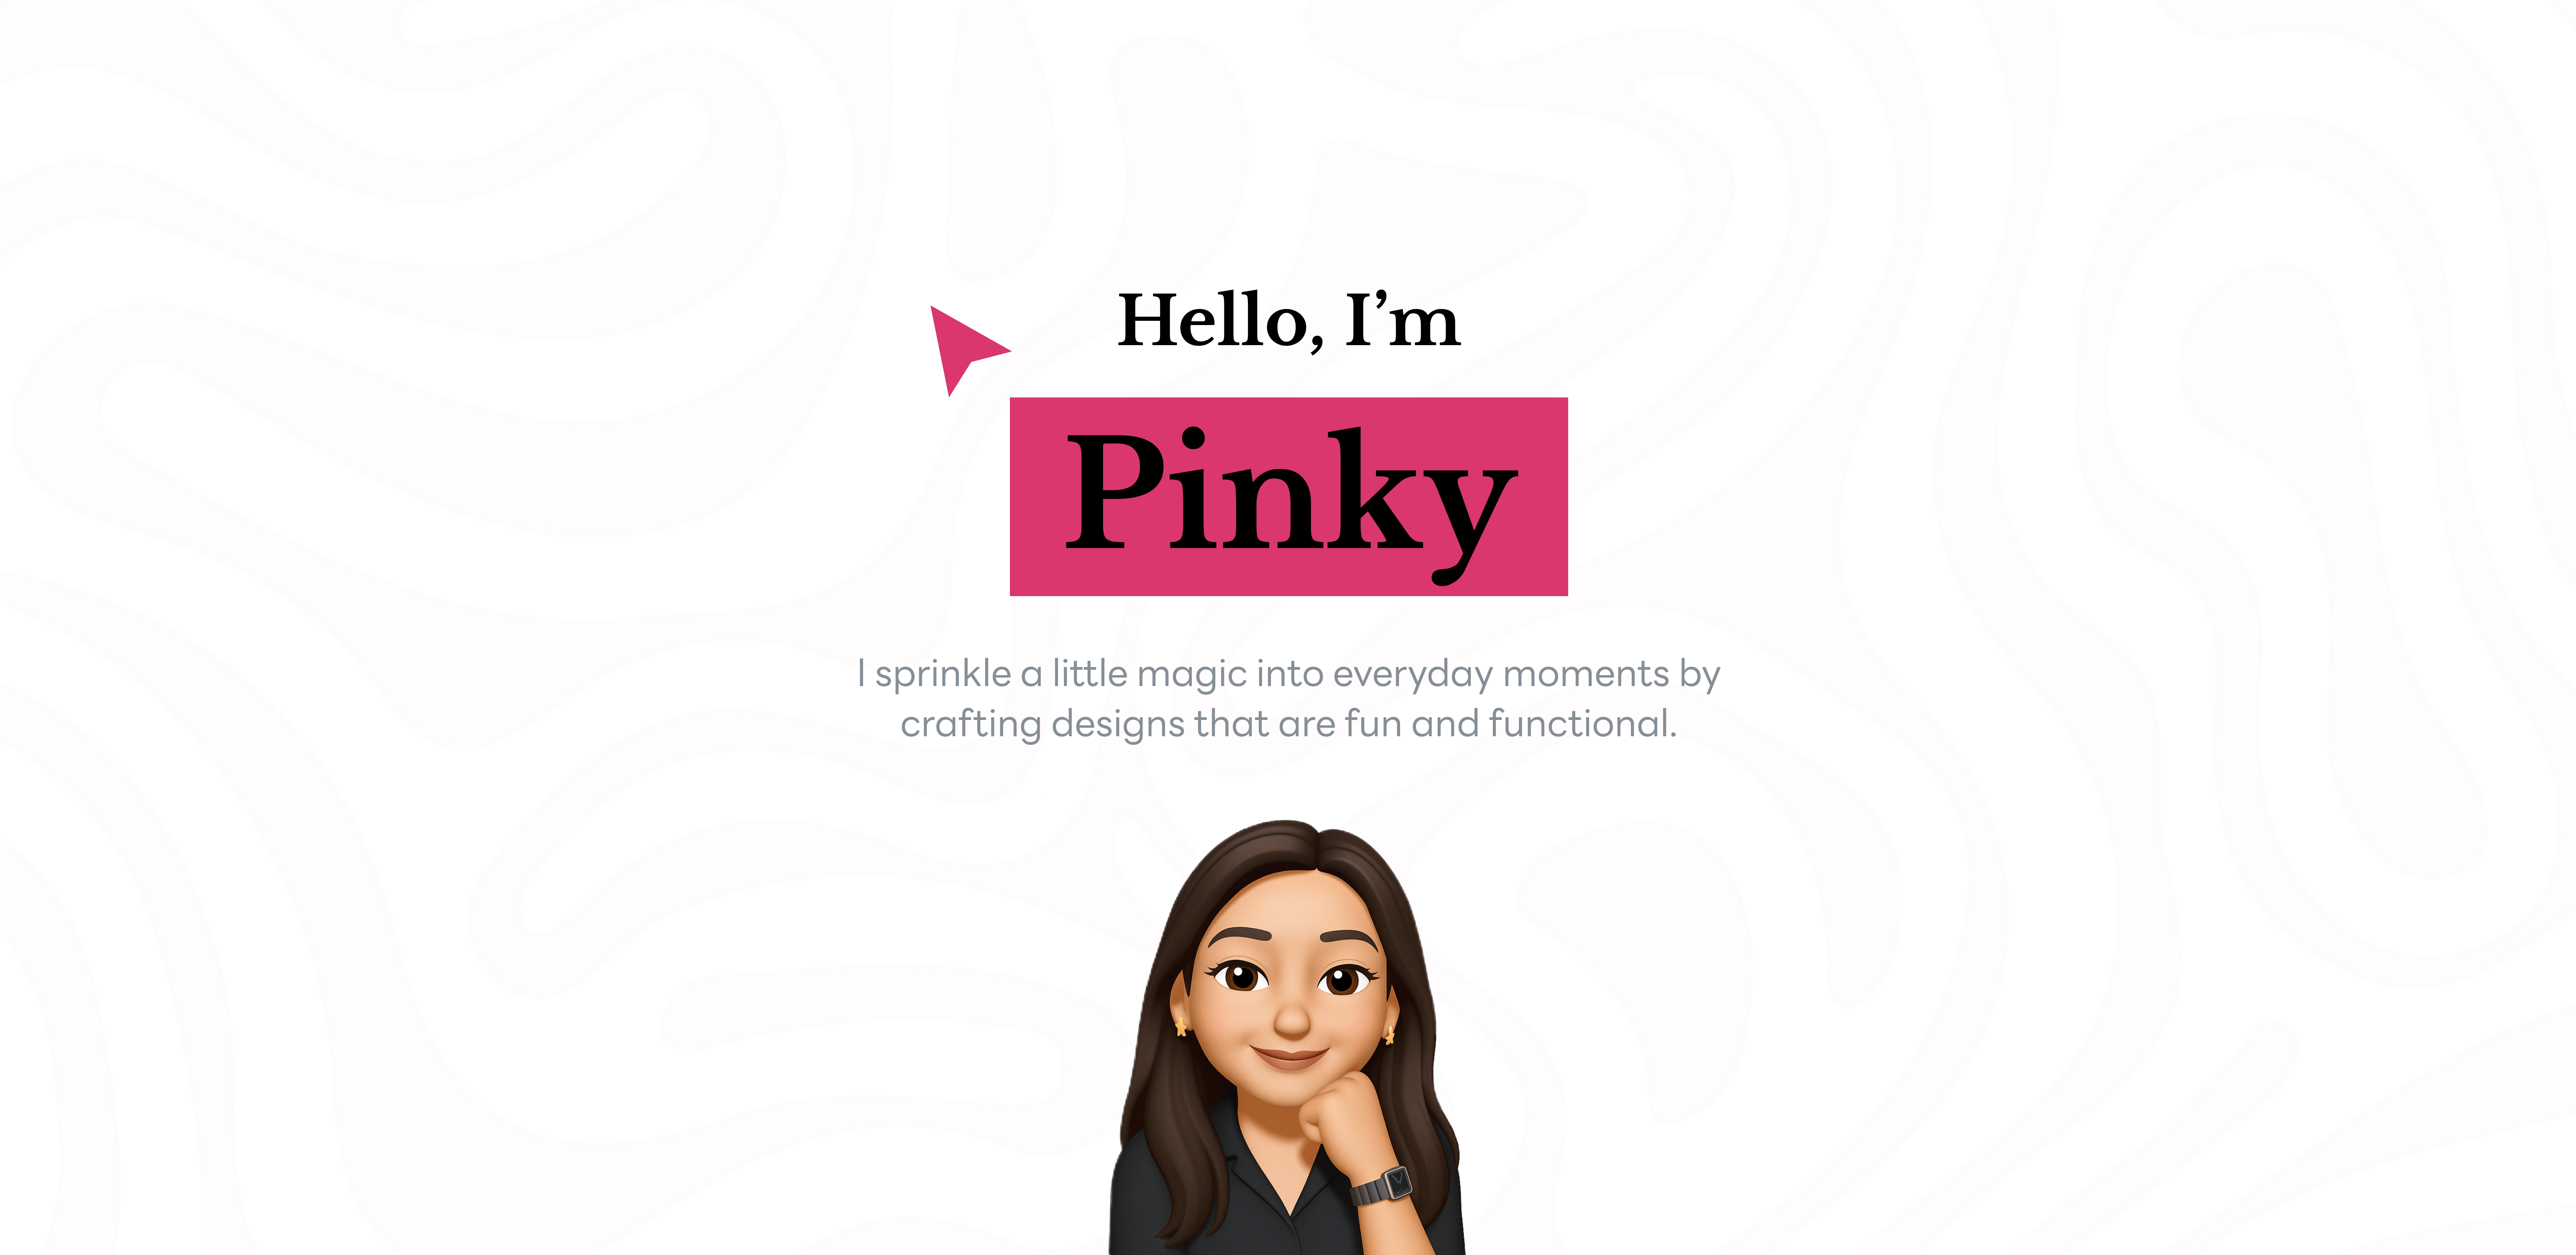 Hello, I’m
Pinky
I sprinkle a little magic into everyday moments by
crafting designs that are fun and functional.